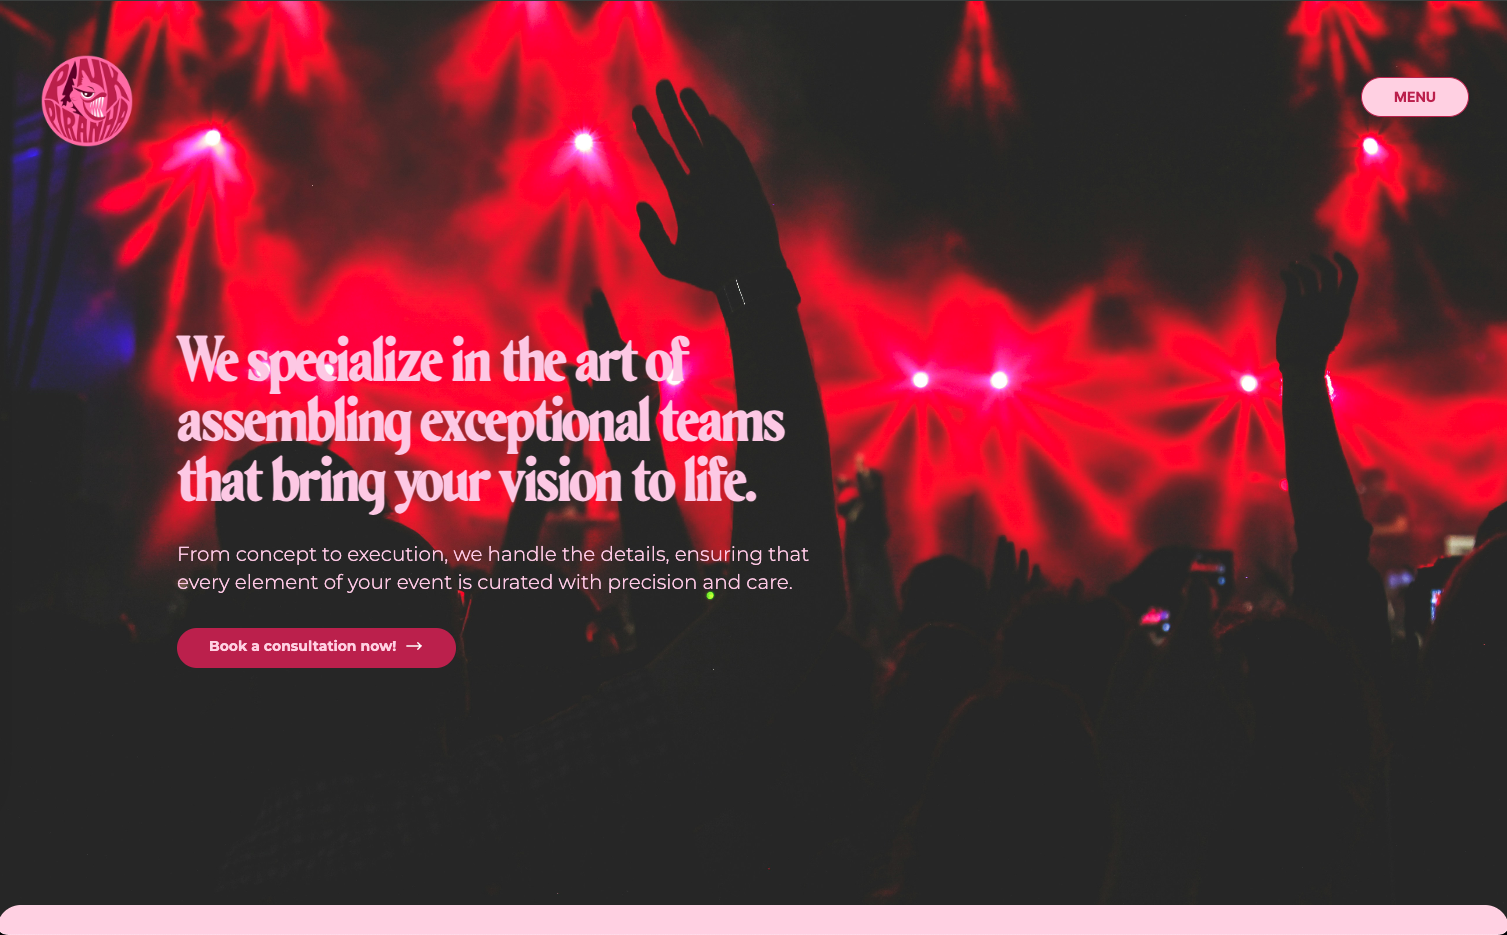 PINK
PIRANHA
MENU
We specialize in the art of
assembling exceptional teams
that bring your vision to life.
From concept to execution, we handle the details, ensuring that
every element of your event is curated with precision and care.
Book a consultation now! →